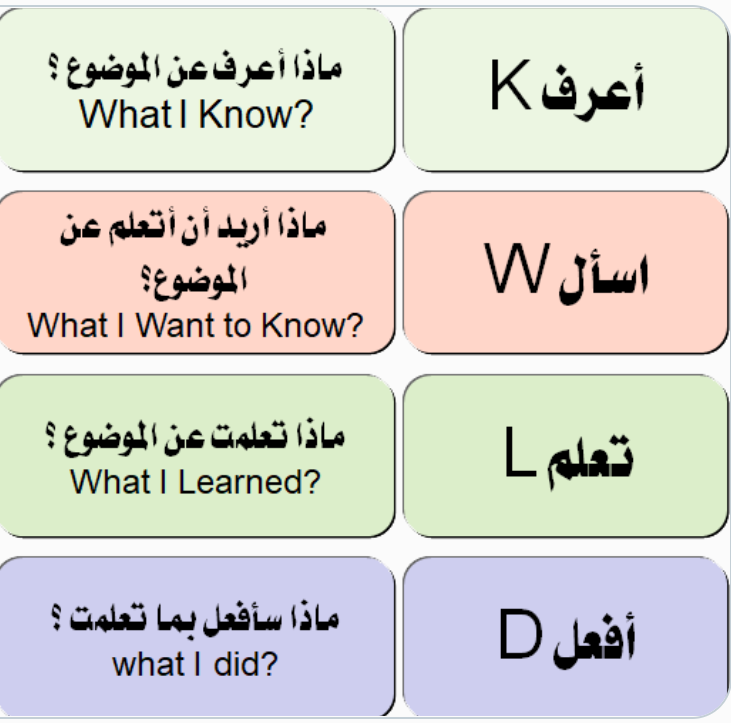 أعرف K
ماذا أعرف عن الموضوع ؟
What I Know?
اسأل W
ماذا أريد أن أتعلم عن
الموضوع؟
What I Want to Know?
تعلم L
ماذا تعلمت عن الموضوع ؟
What I Learned?
أفعل D
ماذا سأفعل بما تعلمت ؟
what I did?